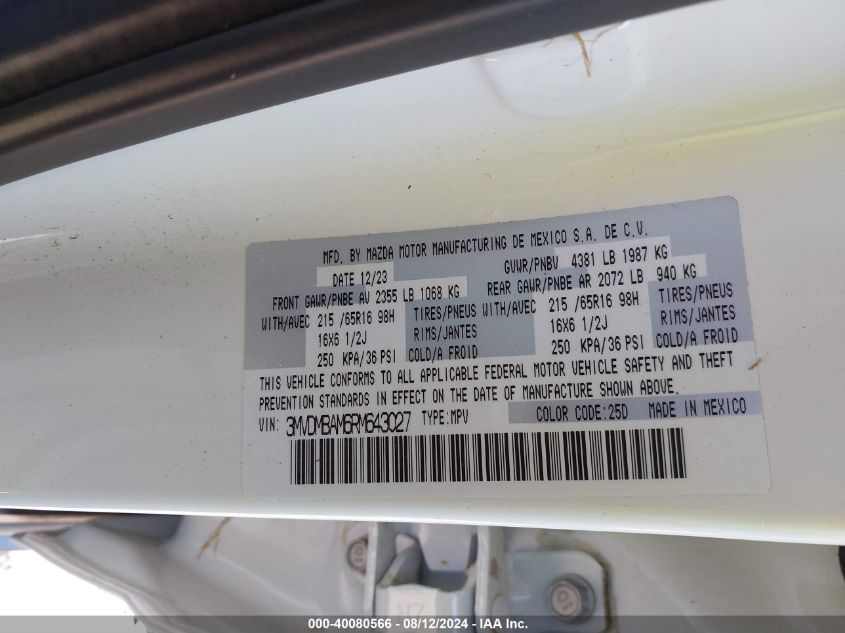 MFD. BY MAZDA MOTOR MANUFACTURING DE MEXICO S.A. DE C.V.
DATE 12/23 GVWR/PNBV 4381 LB 1987 KG
FRONT GAWR/PNBE AV 2355 LB 1068 KG REAR GAWR/PNBE AR 2072 LB 940 KG
WITH/AVEC 215 /65R16 98H TIRES/PNEUS WITH/AVEC 215 /65R16 98H TIRES/PNEUS
16X6 1/2J RIMS/JANTES 16X6 1/2J RIMS/JANTES
250 KPA/36 PSI COLD/A FROID 250 KPA/36 PSI COLD/A FROID
THIS VEHICLE CONFORMS TO ALL APPLICABLE FEDERAL MOTOR VEHICLE SAFETY AND THEFT
PREVENTION STANDARDS IN EFFECT ON THE DATE OF MANUFACTURE SHOWN ABOVE.
VIN: 3MVDMBAM6RM643027 TYPE:MPV COLOR CODE:25D MADE IN MEXICO
000-40080566 - 08/12/2024 - IAA Inc.